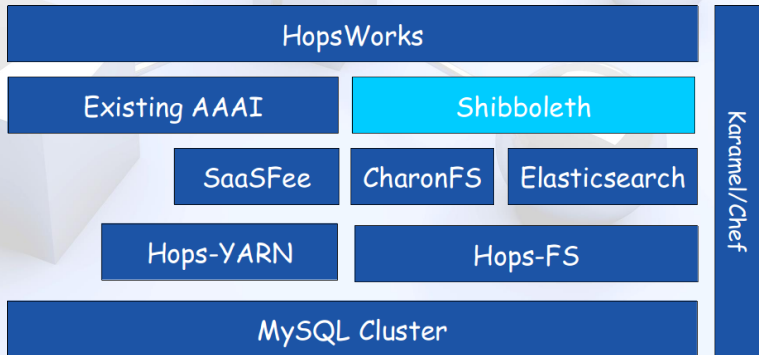 HopsWorks
Existing AAAI
Shibboleth
SaaSFee
CharonFS
Elasticsearch
Hops-YARN
Hops-FS
MySQL Cluster
Karamel/Chef